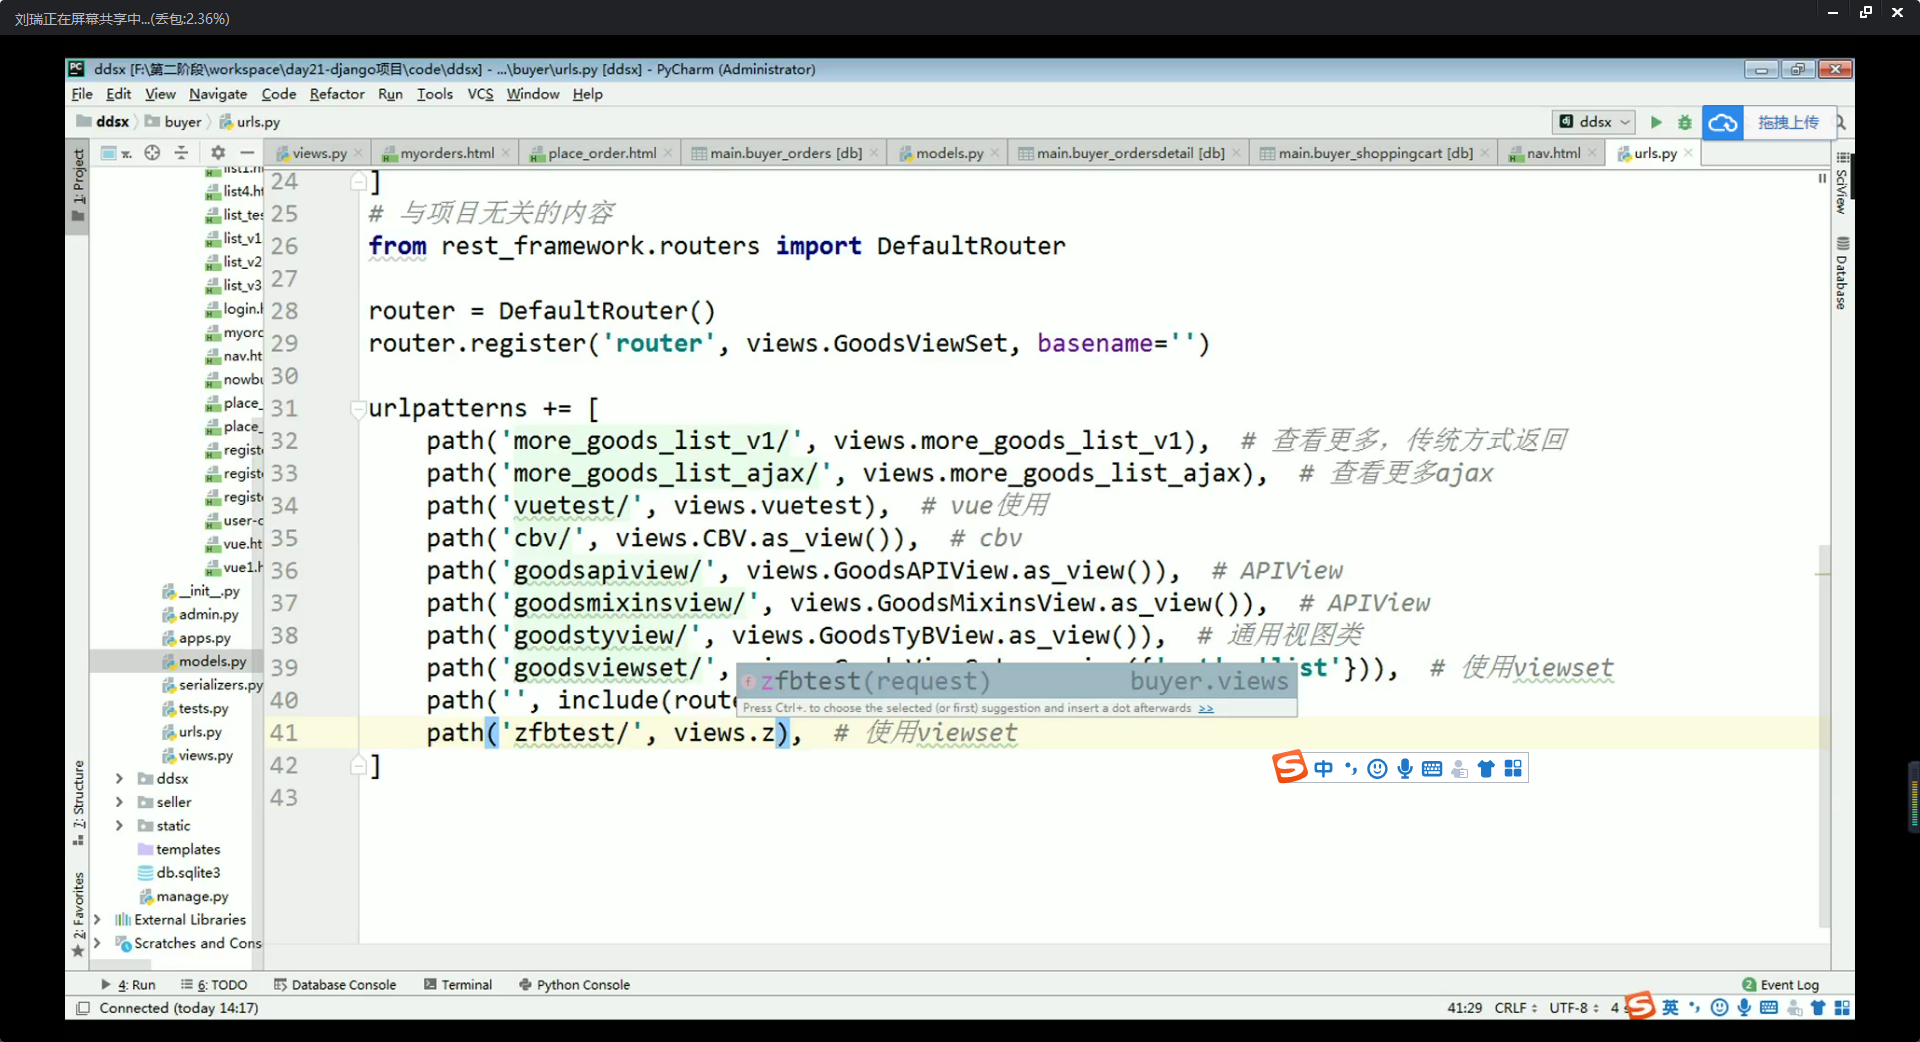 刘瑞正在屏幕共享中...(丢包:2.36%)
ddsx [F:\第二阶段\workspace\day21-django项目\code\ddsx] - ...\buyer\urls.py [ddsx] - PyCharm (Administrator)
File Edit View Navigate Code Refactor Run Tools VCS Window Help
ddsx buyer urls.py
ddsx
拖拽上传
views.py myorders.html place_order.html main.buyer_orders [db] models.py main.buyer_ordersdetail [db] main.buyer_shoppingcart [db] nav.html urls.py
1: Project
7: Structure
2: Favorites
SciView
Database
list4.ht
list_tes
list_v1
list_v2
list_v3
login.h
myord
nav.ht
nowbu
place_
place_
registe
registe
registe
user-c
vue.ht
vue1.h
__init__.py
admin.py
apps.py
models.py
serializers.py
tests.py
urls.py
views.py
ddsx
seller
static
templates
db.sqlite3
manage.py
External Libraries
Scratches and Cons
24 ]
25 # 与项目无关的内容
26 from rest_framework.routers import DefaultRouter
27
28 router = DefaultRouter()
29 router.register('router', views.GoodsViewSet, basename='')
30
31 urlpatterns += [
32 path('more_goods_list_v1/', views.more_goods_list_v1), # 查看更多，传统方式返回
33 path('more_goods_list_ajax/', views.more_goods_list_ajax), # 查看更多ajax
34 path('vuetest/', views.vuetest), # vue使用
35 path('cbv/', views.CBV.as_view()), # cbv
36 path('goodsapiview/', views.GoodsAPIView.as_view()), # APIView
37 path('goodsmixinsview/', views.GoodsMixinsView.as_view()), # APIView
38 path('goodstyview/', views.GoodsTyBView.as_view()), # 通用视图类
39 path('goodsviewset/', list'})), # 使用viewset
zfbtest(request) buyer.views
40 path('', include(route
Press Ctrl+. to choose the selected (or first) suggestion and insert a dot afterwards >>
41 path('zfbtest/', views.z), # 使用viewset
42 ]
43
中
4: Run 6: TODO Database Console Terminal Python Console 2 Event Log
Connected (today 14:17) 41:29 CRLF UTF-8 4 s 英